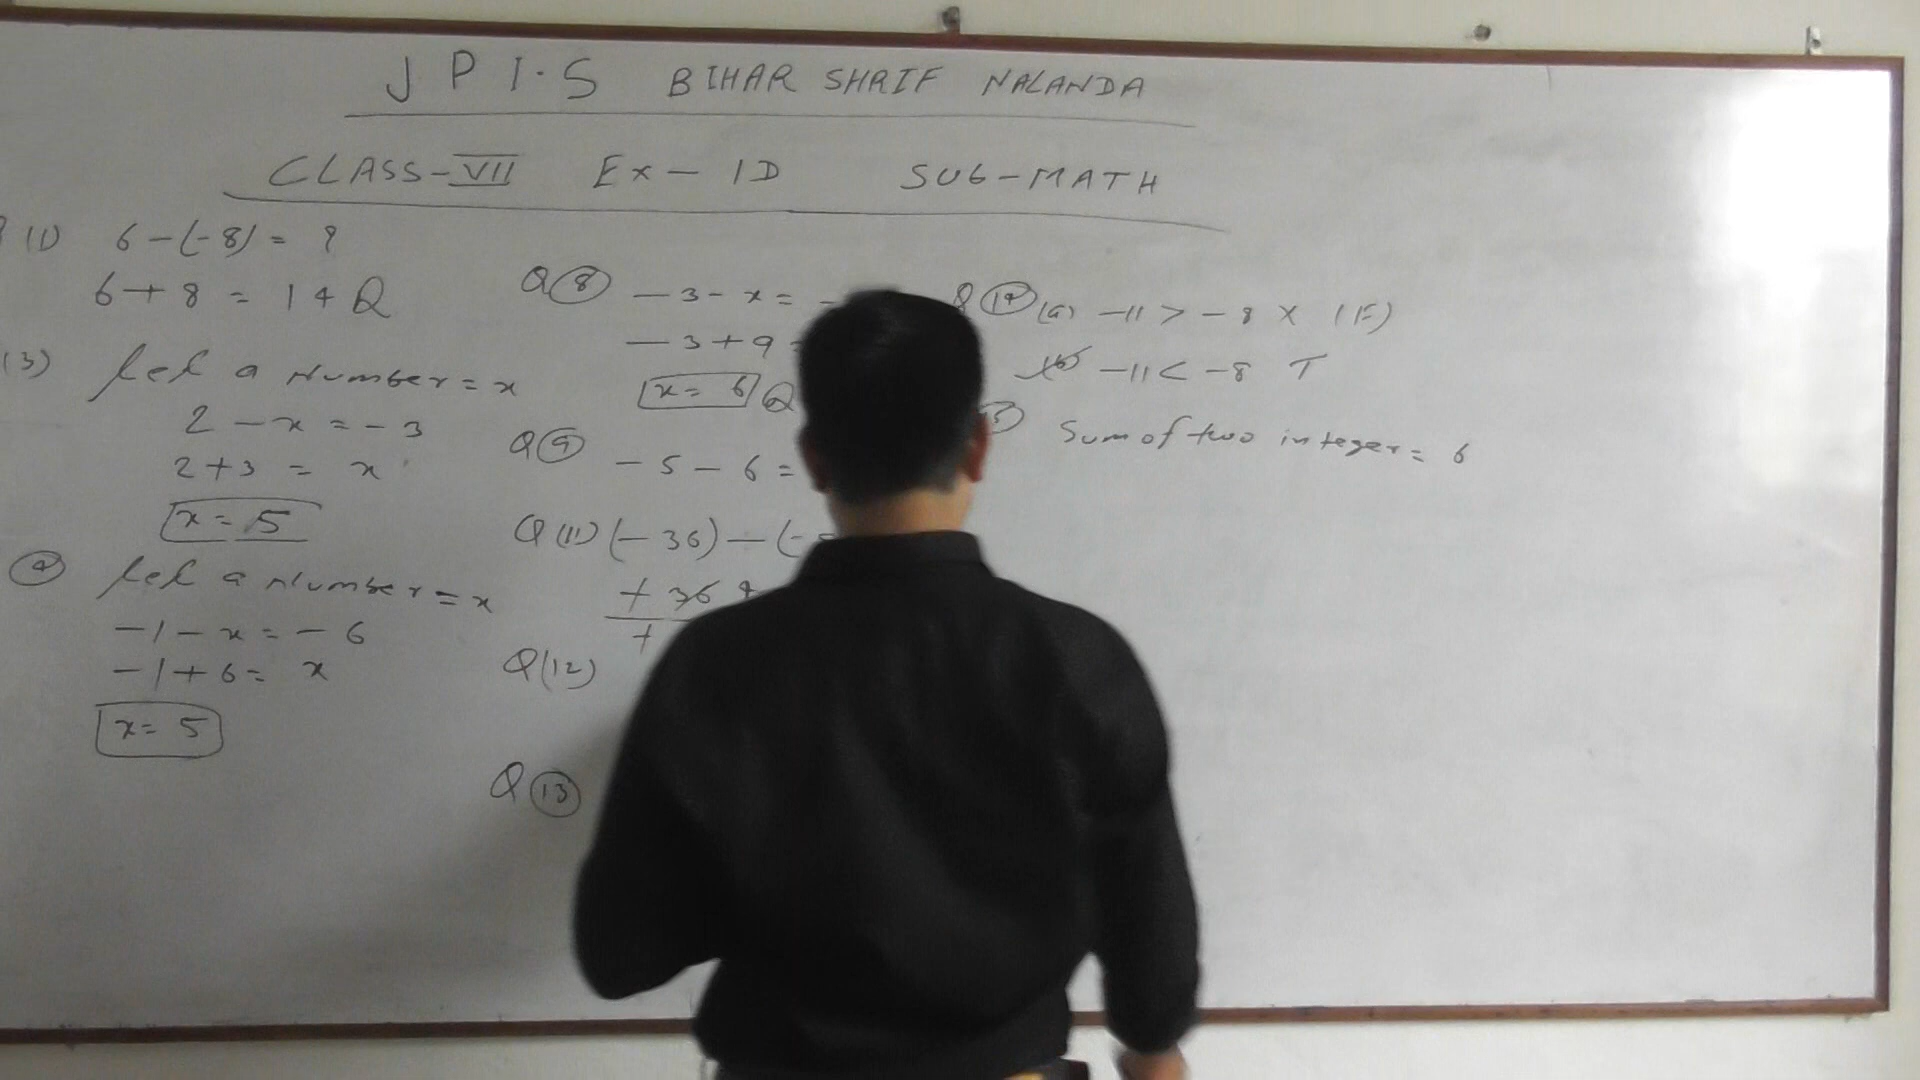 J P I.S BIHAR SHRIF NALANDA
CLASS-VII Ex- 1D SUB-MATH
(1) 6-(-8) = ?
6+8 = 14
(3) Let a Number = x
2 - x = -3
2+3 = x
x = 5
(4) Let a Number = x
-1 - x = -6
-1+6 = x
x = 5
Q (8) -3 - x = -
-3+9
x = 6
Q (9) -5 - 6 =
Q (11) (-36) - (-
+ 36
+
Q(12)
Q (13)
Q (14) (a) -11 > -8 X (F)
(b) -11 < -8 T
Sum of two integer = 6